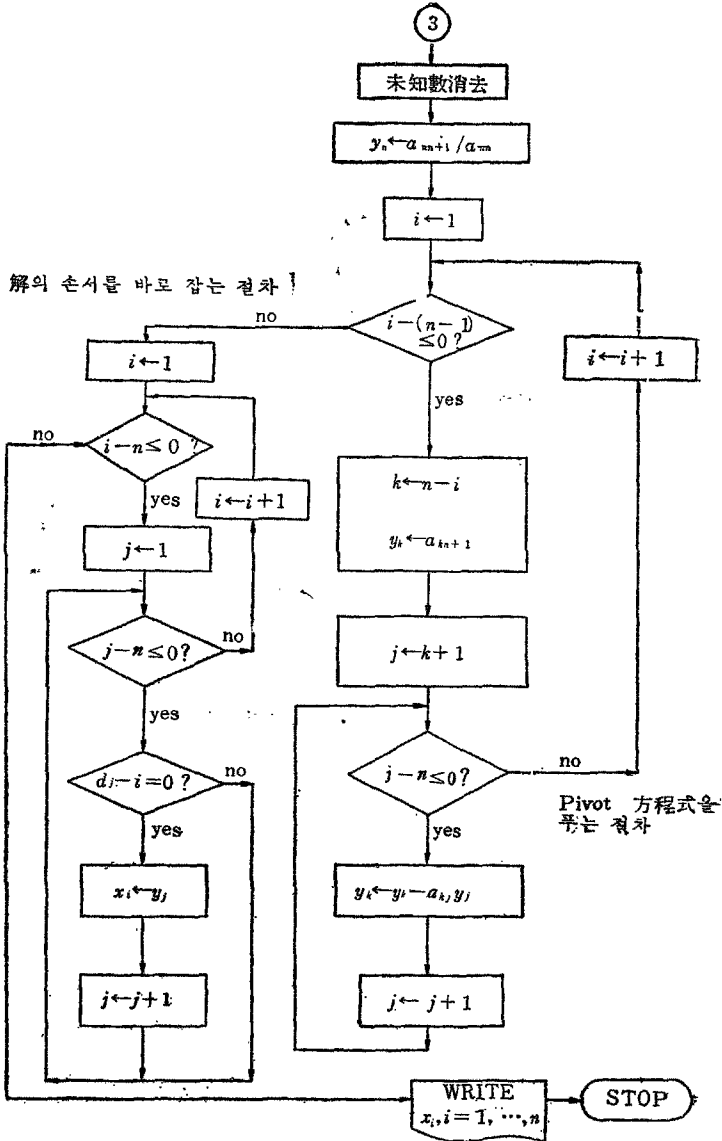 3
未知數消去
yₙ←aₙₙ₊₁/aₙₙ
i←1
解의 손서를 바로 잡는 절차
i−(n−1)
≤0?
no
yes
i←i+1
i←1
i−n≤0 ?
no
yes
i←i+1
k←n−i
yₖ←aₖₙ₊₁
j←1
j−n≤0?
no
yes
j←k+1
j−n≤0?
no
yes
Pivot 方程式을
푸는 절차
dⱼ−i=0?
no
yes
xᵢ←yⱼ
yₖ←yₖ−aₖⱼyⱼ
j←j+1
j←j+1
WRITE
xᵢ,i=1, …,n
STOP